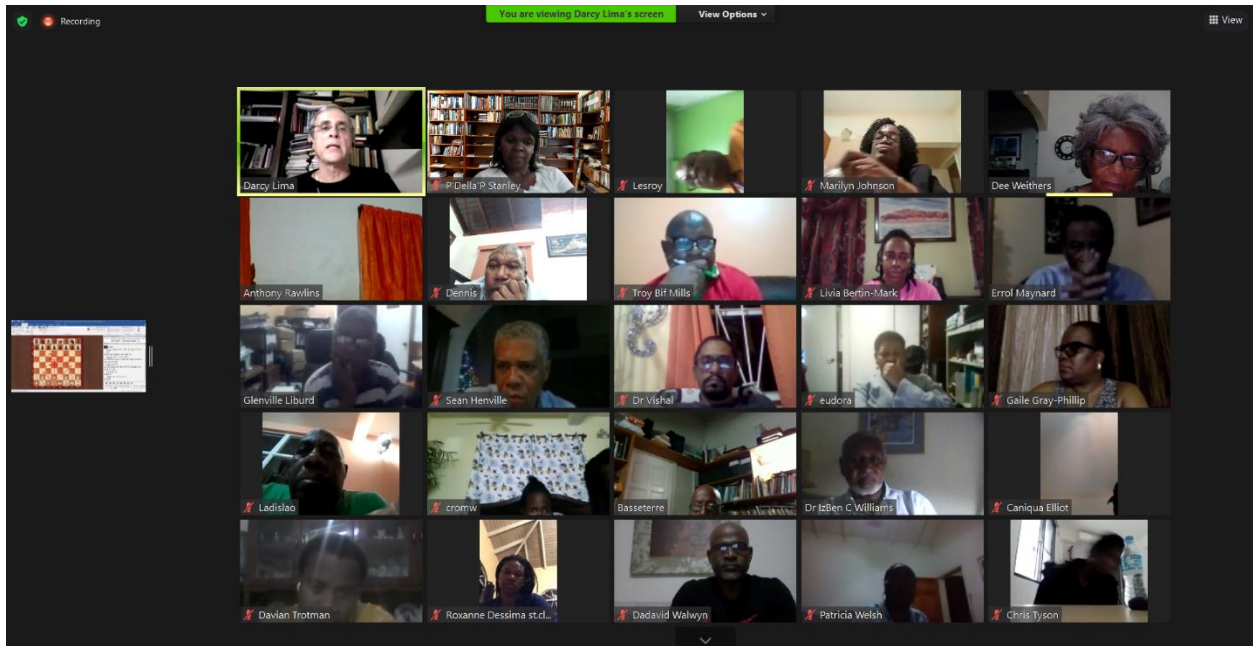 Recording
You are viewing Darcy Lima's screen
View Options
View
Darcy Lima
P'Della'P Stanley
Lesroy
Marilyn Johnson
Dee Weithers
Anthony Rawlins
Dennis
Troy Bif Mills
Livia Bertin-Mark
Errol Maynard
Glenville Liburd
Sean Henville
Dr Vishal
eudora
Gaile Gray-Phillip
Ladislao
cromw
Basseterre
Dr IzBen C Williams
Caniqua Elliot
Davian Trotman
Roxanne Dessima st.cl...
Dadavid Walwyn
Patricia Welsh
Chris Tyson